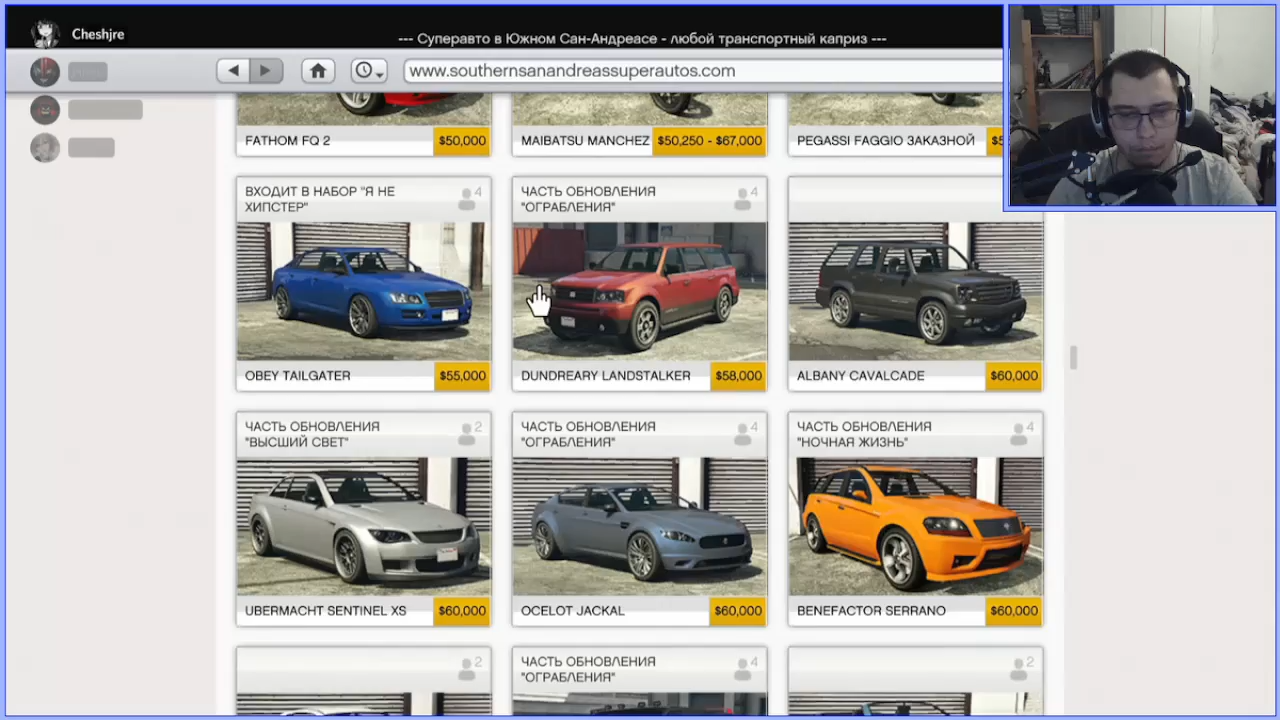 Cheshjre
--- Суперавто в Южном Сан-Андреасе - любой транспортный каприз ---
www.southernsanandreassuperautos.com
FATHOM FQ 2
$50,000
MAIBATSU MANCHEZ
$50,250 - $67,000
PEGASSI FAGGIO ЗАКАЗНОЙ
ВХОДИТ В НАБОР "Я НЕ
ХИПСТЕР"
4
OBEY TAILGATER
$55,000
ЧАСТЬ ОБНОВЛЕНИЯ
"ОГРАБЛЕНИЯ"
4
DUNDREARY LANDSTALKER
$58,000
ALBANY CAVALCADE
$60,000
ЧАСТЬ ОБНОВЛЕНИЯ
"ВЫСШИЙ СВЕТ"
2
UBERMACHT SENTINEL XS
$60,000
ЧАСТЬ ОБНОВЛЕНИЯ
"ОГРАБЛЕНИЯ"
4
OCELOT JACKAL
$60,000
ЧАСТЬ ОБНОВЛЕНИЯ
"НОЧНАЯ ЖИЗНЬ"
4
BENEFACTOR SERRANO
$60,000
2
ЧАСТЬ ОБНОВЛЕНИЯ
"ОГРАБЛЕНИЯ"
4
2